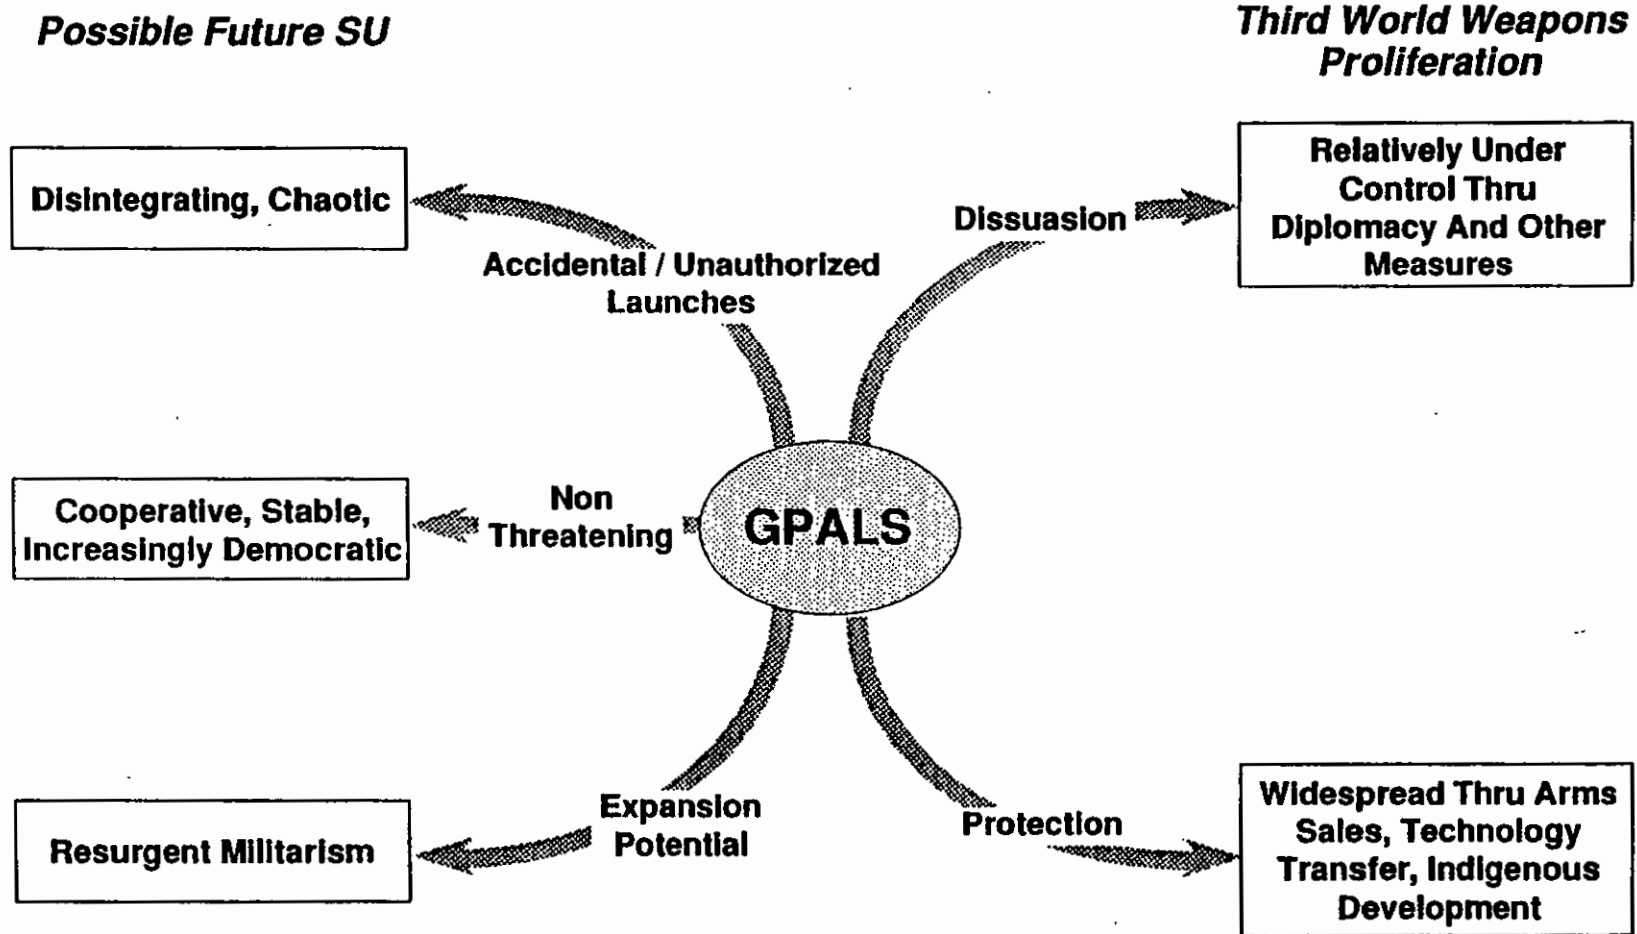 Possible Future SU
Third World Weapons
Proliferation
Disintegrating, Chaotic
Accidental / Unauthorized
Launches
Dissuasion
Relatively Under
Control Thru
Diplomacy And Other
Measures
Cooperative, Stable,
Increasingly Democratic
Non
Threatening
GPALS
Resurgent Militarism
Expansion
Potential
Protection
Widespread Thru Arms
Sales, Technology
Transfer, Indigenous
Development